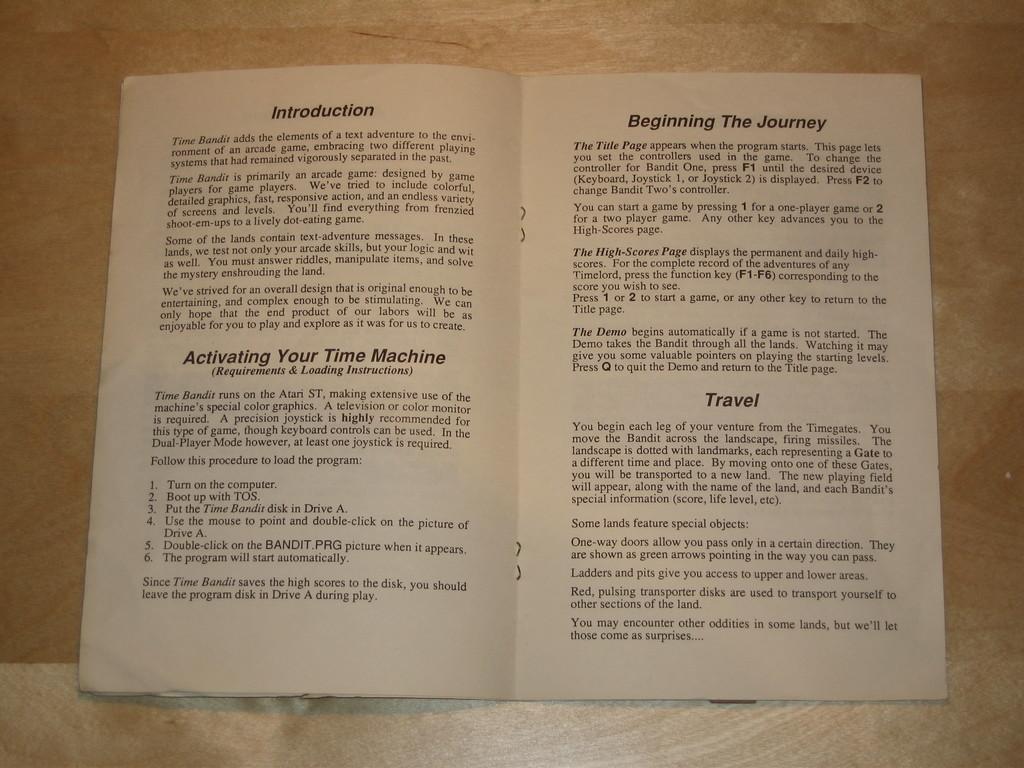 Introduction
Time Bandit adds the elements of a text adventure to the envi-
ronment of an arcade game, embracing two different playing
systems that had remained vigorously separated in the past.
Time Bandit is primarily an arcade game: designed by game
players for game players. We've tried to include colorful,
detailed graphics, fast, responsive action, and an endless variety
of screens and levels. You'll find everything from frenzied
shoot-em-ups to a lively dot-eating game.
Some of the lands contain text-adventure messages. In these
lands, we test not only your arcade skills, but your logic and wit
as well. You must answer riddles, manipulate items, and solve
the mystery enshrouding the land.
We've strived for an overall design that is original enough to be
entertaining, and complex enough to be stimulating. We can
only hope that the end product of our labors will be as
enjoyable for you to play and explore as it was for us to create.
Activating Your Time Machine
(Requirements & Loading Instructions)
Time Bandit runs on the Atari ST, making extensive use of the
machine's special color graphics. A television or color monitor
is required. A precision joystick is highly recommended for
this type of game, though keyboard controls can be used. In the
Dual-Player Mode however, at least one joystick is required.
Follow this procedure to load the program:
1. Turn on the computer.
2. Boot up with TOS.
3. Put the Time Bandit disk in Drive A.
4. Use the mouse to point and double-click on the picture of
Drive A.
5. Double-click on the BANDIT.PRG picture when it appears.
6. The program will start automatically.
Since Time Bandit saves the high scores to the disk, you should
leave the program disk in Drive A during play.
Beginning The Journey
The Title Page appears when the program starts. This page lets
you set the controllers used in the game. To change the
controller for Bandit One, press F1 until the desired device
(Keyboard, Joystick 1, or Joystick 2) is displayed. Press F2 to
change Bandit Two's controller.
You can start a game by pressing 1 for a one-player game or 2
for a two player game. Any other key advances you to the
High-Scores page.
The High-Scores Page displays the permanent and daily high-
scores. For the complete record of the adventures of any
Timelord, press the function key (F1-F6) corresponding to the
score you wish to see.
Press 1 or 2 to start a game, or any other key to return to the
Title page.
The Demo begins automatically if a game is not started. The
Demo takes the Bandit through all the lands. Watching it may
give you some valuable pointers on playing the starting levels.
Press Q to quit the Demo and return to the Title page.
Travel
You begin each leg of your venture from the Timegates. You
move the Bandit across the landscape, firing missiles. The
landscape is dotted with landmarks, each representing a Gate to
a different time and place. By moving onto one of these Gates,
you will be transported to a new land. The new playing field
will appear, along with the name of the land, and each Bandit's
special information (score, life level, etc).
Some lands feature special objects:
One-way doors allow you pass only in a certain direction. They
are shown as green arrows pointing in the way you can pass.
Ladders and pits give you access to upper and lower areas.
Red, pulsing transporter disks are used to transport yourself to
other sections of the land.
You may encounter other oddities in some lands, but we'll let
those come as surprises....